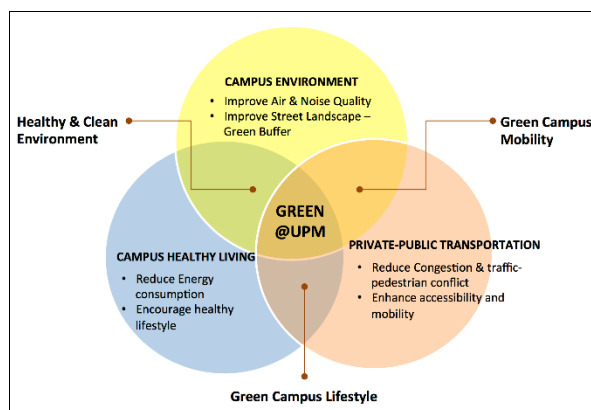 CAMPUS ENVIRONMENT
• Improve Air & Noise Quality
• Improve Street Landscape –
Green Buffer
Healthy & Clean
Environment
Green Campus
Mobility
GREEN
@UPM
CAMPUS HEALTHY LIVING
• Reduce Energy
consumption
• Encourage healthy
lifestyle
PRIVATE-PUBLIC TRANSPORTATION
• Reduce Congestion & traffic-
pedestrian conflict
• Enhance accessibility and
mobility
Green Campus Lifestyle